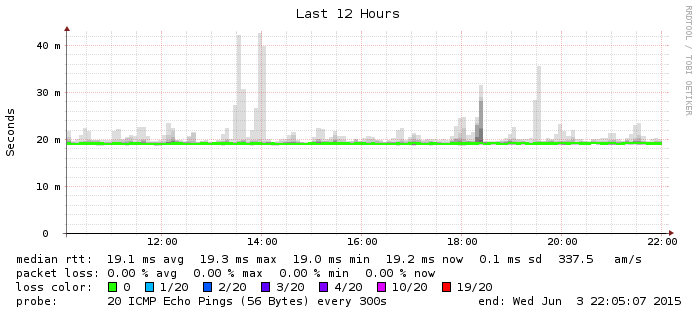 Last 12 Hours
RRDTOOL / TOBI OETIKER
Seconds
40 m
30 m
20 m
10 m
0
12:00 14:00 16:00 18:00 20:00 22:00
median rtt: 19.1 ms avg 19.3 ms max 19.0 ms min 19.2 ms now 0.1 ms sd 337.5 am/s
packet loss: 0.00 % avg 0.00 % max 0.00 % min 0.00 % now
loss color: 0 1/20 2/20 3/20 4/20 10/20 19/20
probe: 20 ICMP Echo Pings (56 Bytes) every 300s end: Wed Jun 3 22:05:07 2015